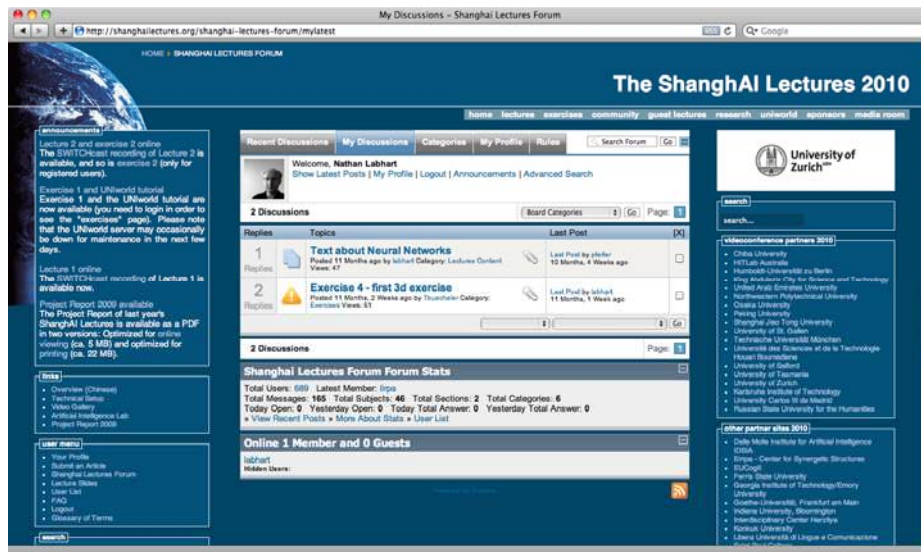 My Discussions – Shanghai Lectures Forum
http://shanghailectures.org/shanghai-lectures-forum/mylatest
Google
HOME › SHANGHAI LECTURES FORUM
The ShanghAI Lectures 2010
home lectures exercises community guest lectures research uniworld sponsors media room
announcements
Lecture 2 and exercise 2 online
The SWITCHcast recording of Lecture 2 is
available, and so is exercise 2 (only for
registered users).
Exercise 1 and UNIworld tutorial
Exercise 1 and the UNIworld tutorial are
now available (you need to login in order to
see the "exercises" page). Please note
that the UNIworld server may occasionally
be down for maintenance in the next few
days.
Lecture 1 online
The SWITCHcast recording of Lecture 1 is
available now.
Project Report 2009 available
The Project Report of last year's
ShanghAI Lectures is available as a PDF
in two versions: Optimized for online
viewing (ca. 5 MB) and optimized for
printing (ca. 22 MB).
links
Overview (Chinese)
Technical Setup
Video Gallery
Artificial Intelligence Lab
Project Report 2009
user menu
Your Profile
Submit an Article
Shanghai Lectures Forum
Lecture Slides
User List
FAQ
Logout
Glossary of Terms
search
Recent Discussions My Discussions Categories My Profile Rules Search Forum Go
Welcome, Nathan Labhart
Show Latest Posts | My Profile | Logout | Announcements | Advanced Search
2 Discussions Board Categories Go Page: 1
Replies Topics Last Post [X]
1 Replies
Text about Neural Networks
Posted 11 Months ago by labhart Category: Lectures Content
Views: 47
Last Post by pfeifer
10 Months, 4 Weeks ago
2 Replies
Exercise 4 - first 3d exercise
Posted 11 Months, 2 Weeks ago by Category:
Exercises Views: 51
Last Post by labhart
11 Months, 1 Week ago
Go
2 Discussions Page: 1
Shanghai Lectures Forum Forum Stats
Total Users: 689 Latest Member: lirpa
Total Messages: 165 Total Subjects: 46 Total Sections: 2 Total Categories: 6
Today Open: 0 Yesterday Open: 0 Today Total Answer: 0 Yesterday Total Answer: 0
» View Recent Posts » More About Stats » User List
Online 1 Member and 0 Guests
labhart
Hidden Users:
University of
Zurich
search
search...
videoconference partners 2010
Chiba University
HITLab Australia
Humboldt-Universität zu Berlin
King Abdulaziz City for Science and Technology
United Arab Emirates University
Northwestern Polytechnical University
Osaka University
Peking University
Shanghai Jiao Tong University
University of St. Gallen
Technische Universität München
Université des Sciences et de la Technologie
Houari Boumediene
University of Salford
University of Tasmania
University of Zurich
Karlsruhe Institute of Technology
University Carlos III de Madrid
Russian State University for the Humanities
other partner sites 2010
Dalle Molle Institute for Artificial Intelligence
IDSIA
Empa - Center for Synergetic Structures
EUCogII
Ferris State University
Georgia Institute of Technology/Emory
University
Goethe-Universität, Frankfurt am Main
Indiana University, Bloomington
Interdisciplinary Center Herzliya
Konkuk University
Libera Università di Lingue e Comunicazione